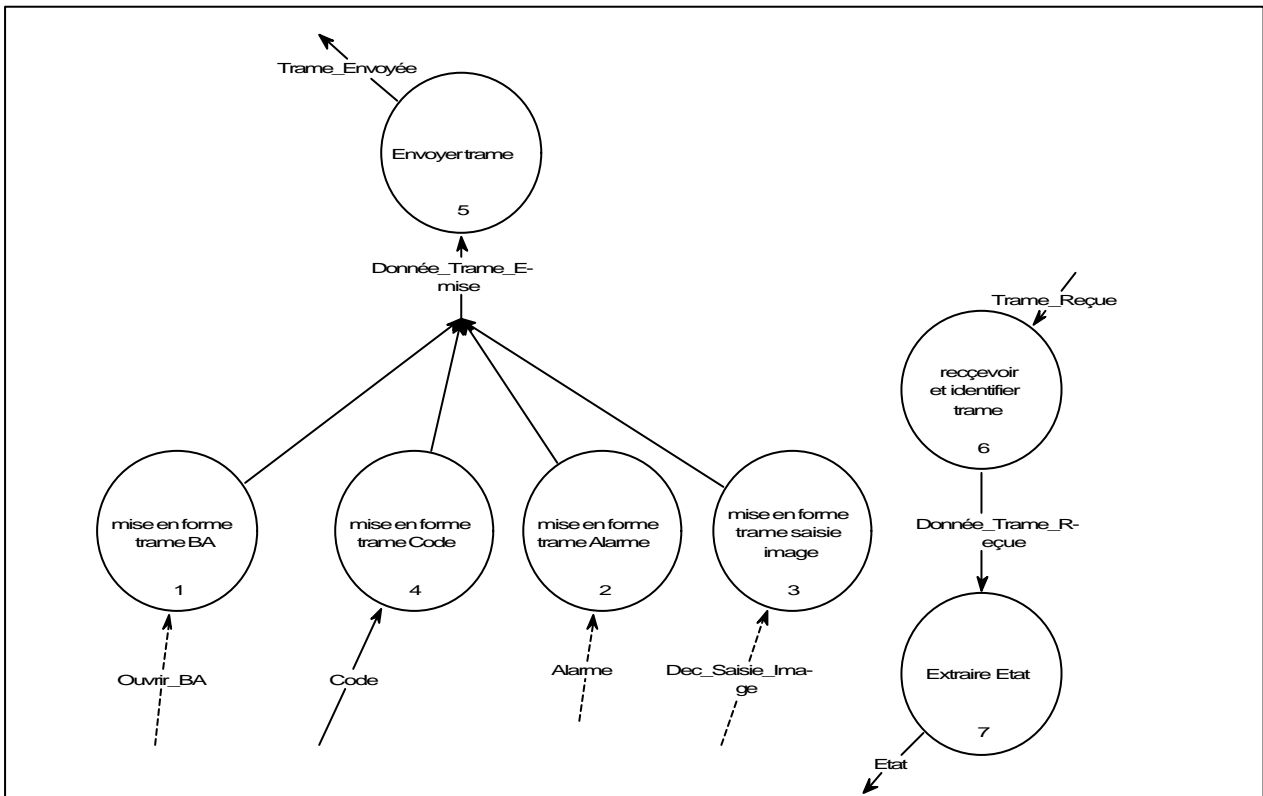 Trame_Envoyée
Envoyer trame
5
Donnée_Trame_E-
mise
Trame_Reçue
recçevoir
et identifier
trame
6
mise en forme
trame BA
1
mise en forme
trame Code
4
mise en forme
trame Alarme
2
mise en forme
trame saisie
image
3
Donnée_Trame_R-
eçue
Ouvrir_BA
Code
Alarme
Dec_Saisie_Ima-
ge
Extraire Etat
7
Etat